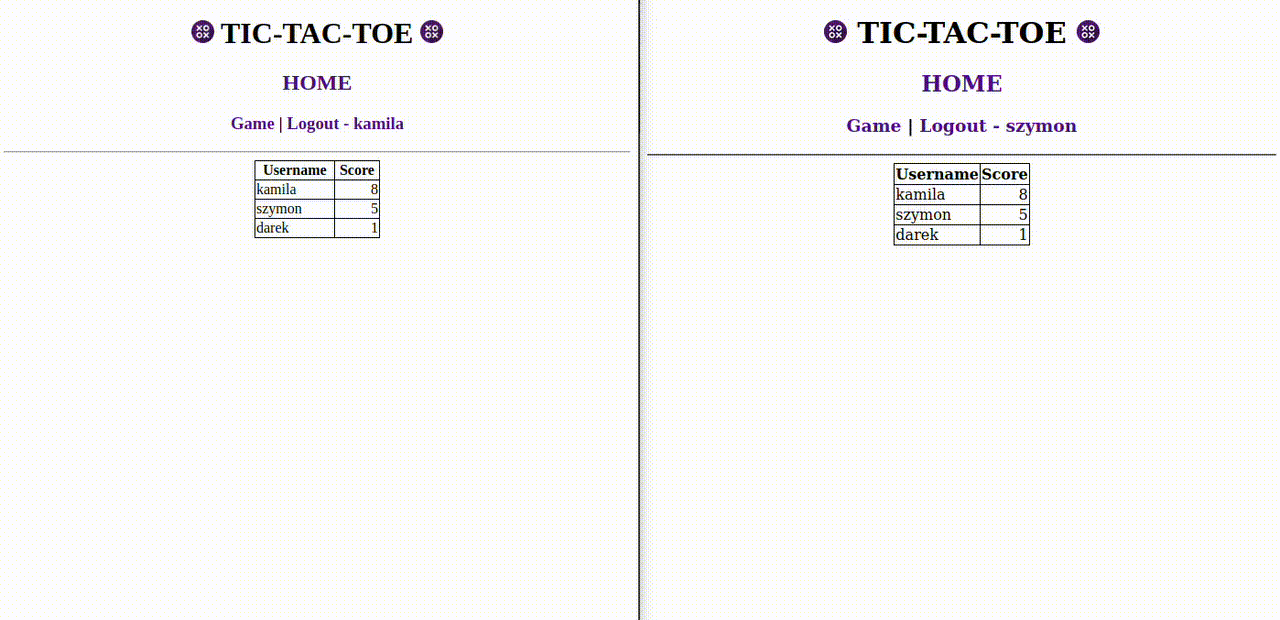 TIC-TAC-TOE
HOME
Game | Logout - kamila
Username Score
kamila 8
szymon 5
darek 1
TIC-TAC-TOE
HOME
Game | Logout - szymon
Username Score
kamila 8
szymon 5
darek 1